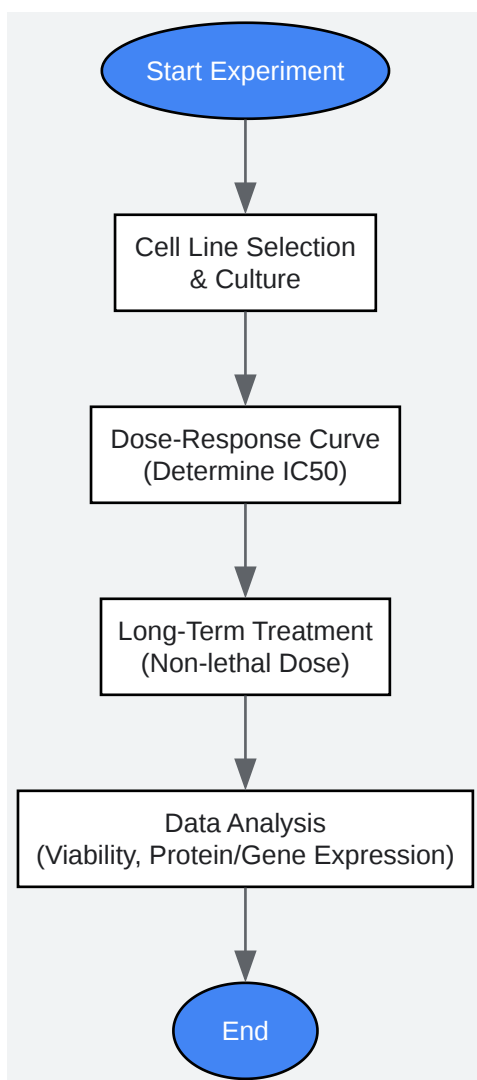 Start Experiment
Cell Line Selection
& Culture
Dose-Response Curve
(Determine IC50)
Long-Term Treatment
(Non-lethal Dose)
Data Analysis
(Viability, Protein/Gene Expression)
End